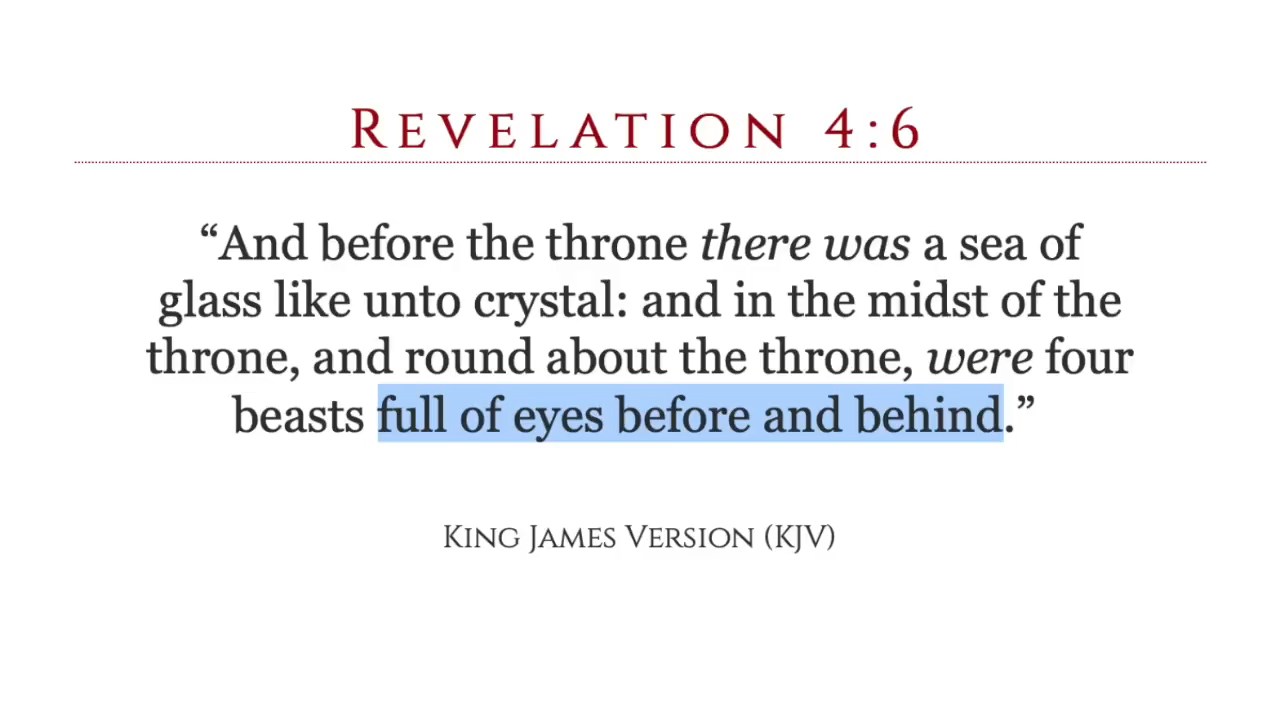 Revelation 4:6
“And before the throne there was a sea of
glass like unto crystal: and in the midst of the
throne, and round about the throne, were four
beasts full of eyes before and behind.”
King James Version (KJV)